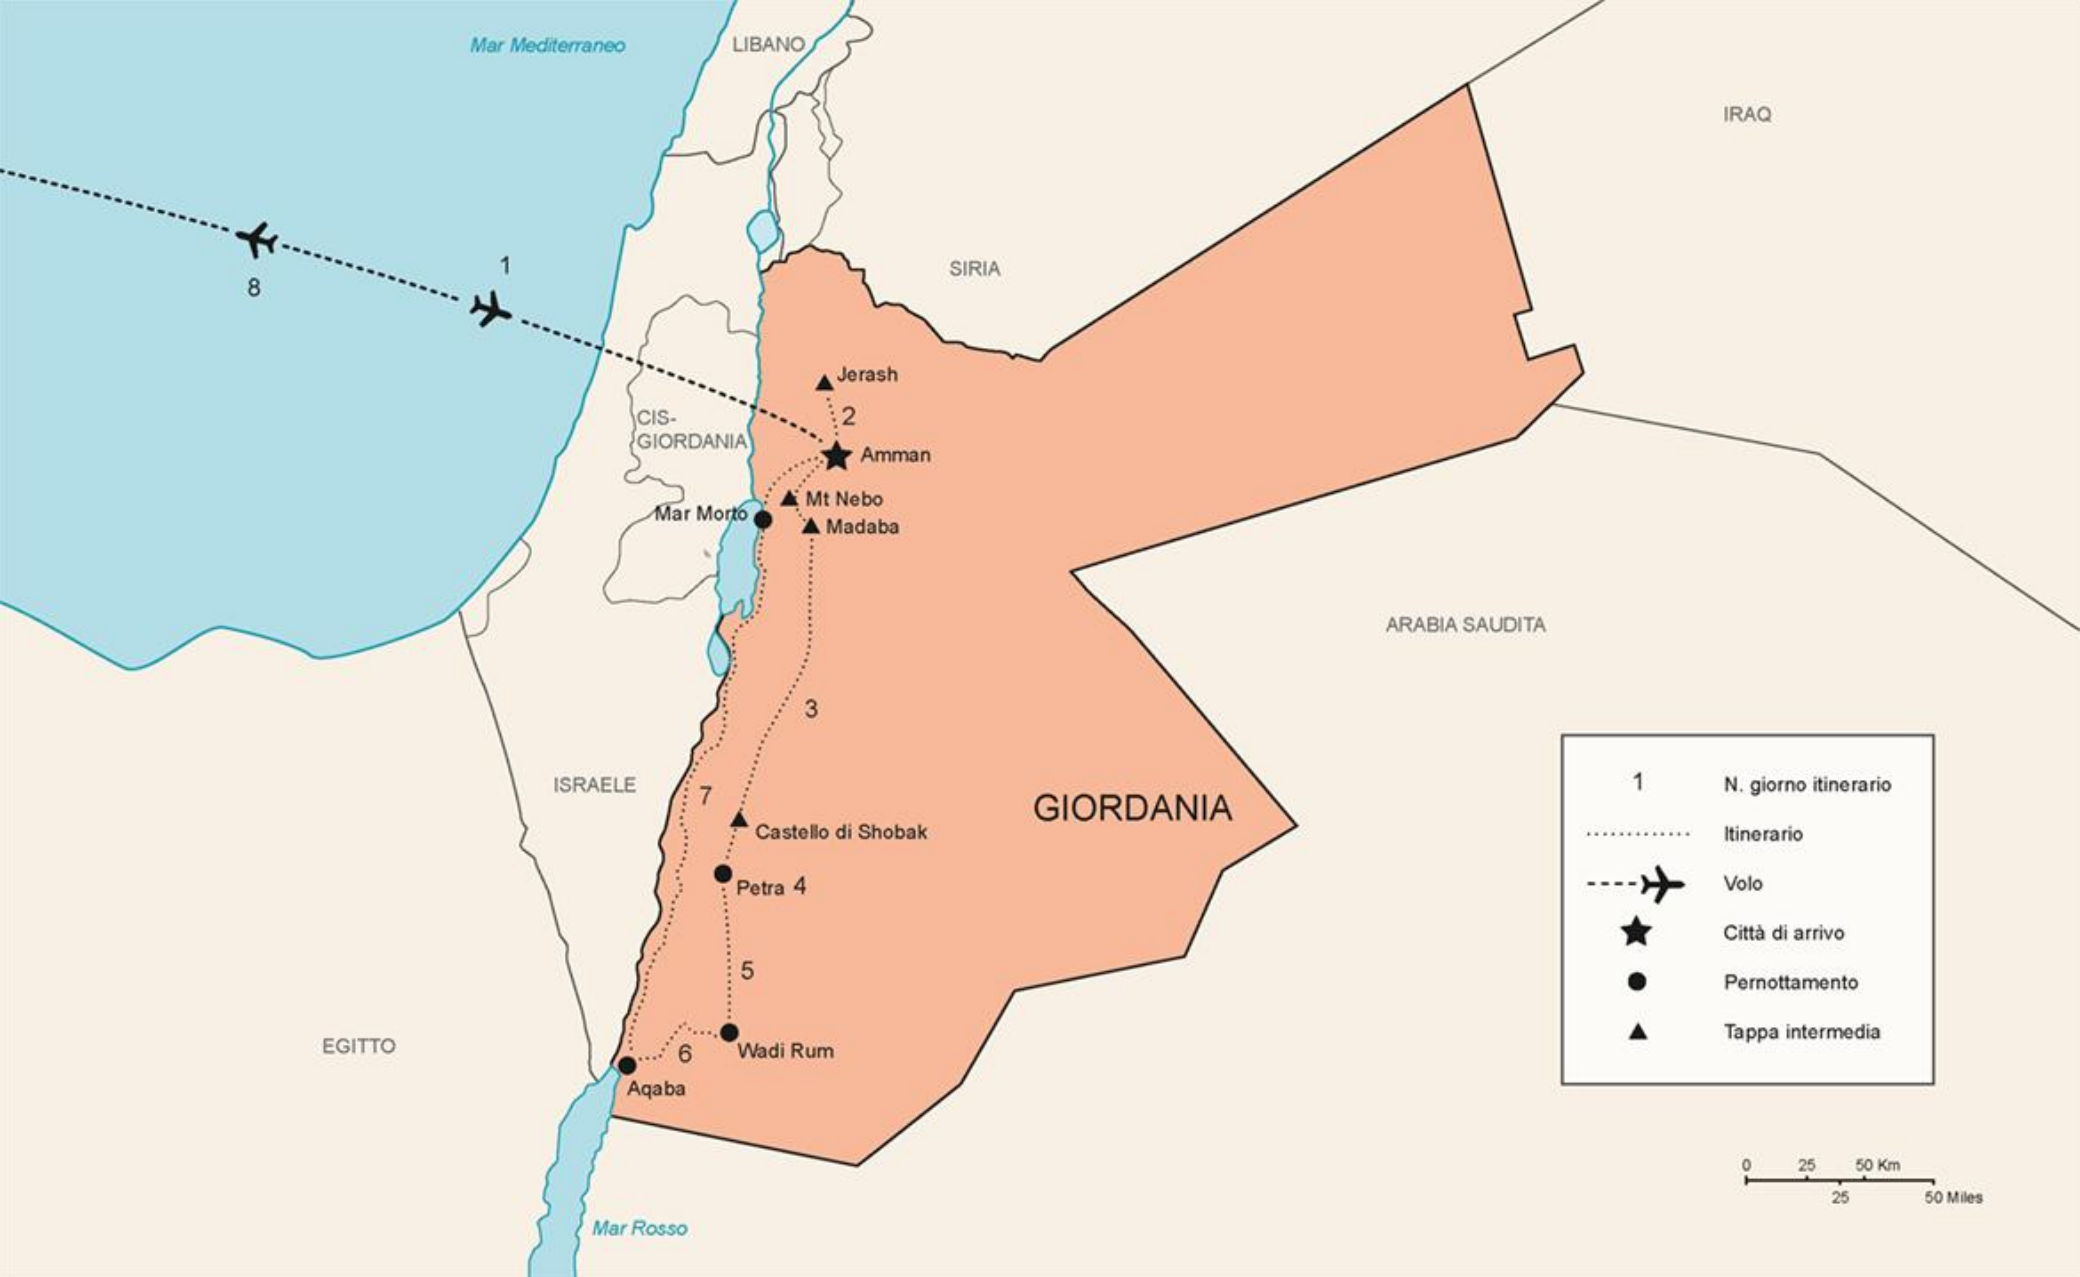 Mar Mediterraneo
LIBANO
IRAQ
SIRIA
1
8
Jerash
2
CIS-
GIORDANIA
Amman
Mt Nebo
Mar Morto
Madaba
ARABIA SAUDITA
3
ISRAELE
7
GIORDANIA
Castello di Shobak
Petra 4
5
EGITTO
6
Wadi Rum
Aqaba
Mar Rosso
1 N. giorno itinerario
Itinerario
Volo
Città di arrivo
Pernottamento
Tappa intermedia
0 25 50 Km
25 50 Miles